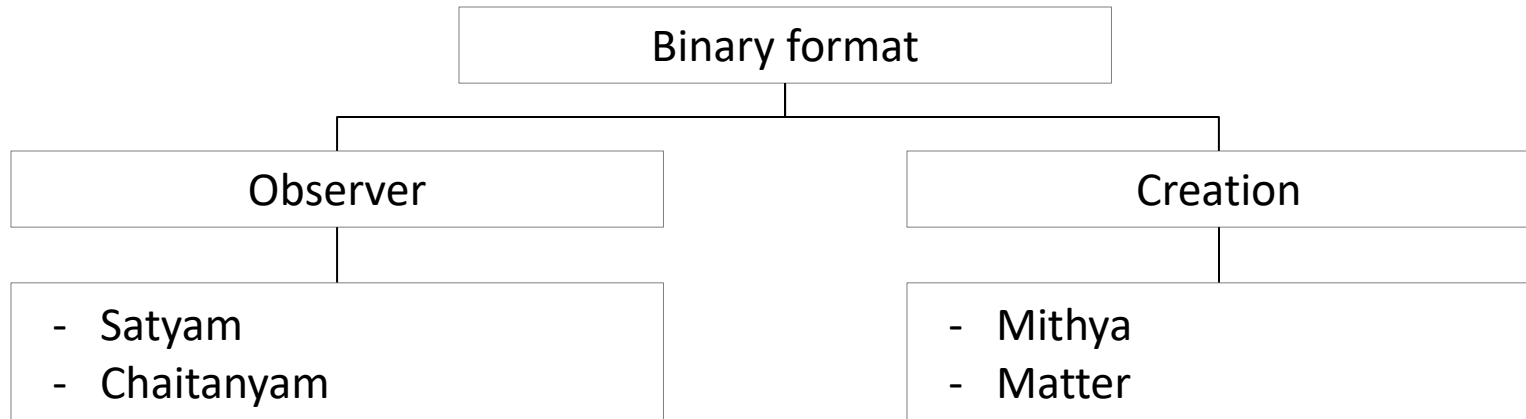 Binary format
Observer
Creation
- Satyam
- Chaitanyam
- Mithya
- Matter